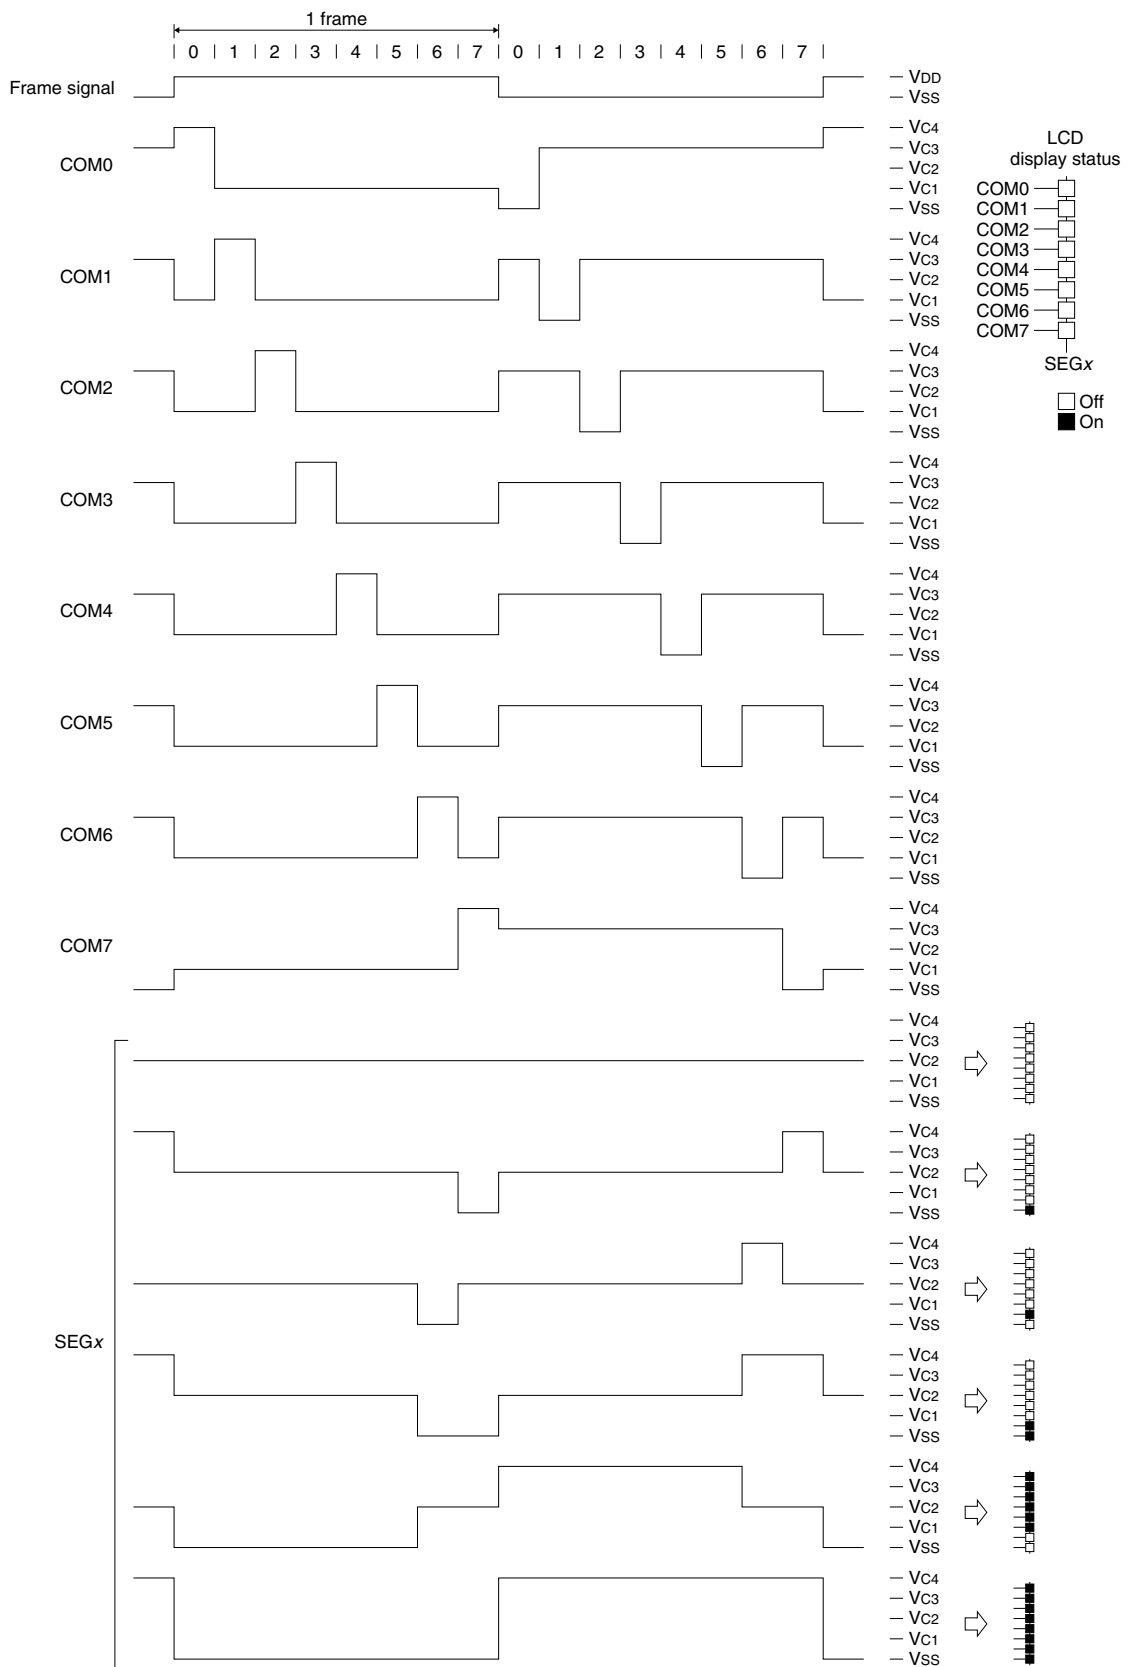 1 frame
0 1 2 3 4 5 6 7 0 1 2 3 4 5 6 7
Frame signal
VDD
VSS
COM0
VC4
VC3
VC2
VC1
VSS
COM1
VC4
VC3
VC2
VC1
VSS
COM2
VC4
VC3
VC2
VC1
VSS
COM3
VC4
VC3
VC2
VC1
VSS
COM4
VC4
VC3
VC2
VC1
VSS
COM5
VC4
VC3
VC2
VC1
VSS
COM6
VC4
VC3
VC2
VC1
VSS
COM7
VC4
VC3
VC2
VC1
VSS
LCD
display status
COM0
COM1
COM2
COM3
COM4
COM5
COM6
COM7
SEGx
Off
On
SEGx
VC4
VC3
VC2
VC1
VSS
VC4
VC3
VC2
VC1
VSS
VC4
VC3
VC2
VC1
VSS
VC4
VC3
VC2
VC1
VSS
VC4
VC3
VC2
VC1
VSS
VC4
VC3
VC2
VC1
VSS